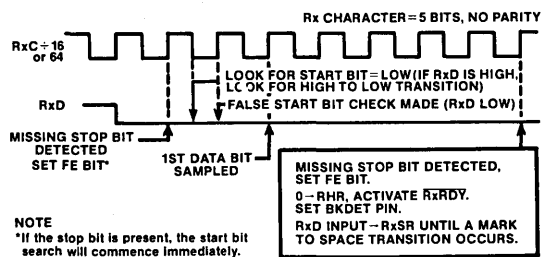 Rx CHARACTER=5 BITS, NO PARITY
RxC÷16
or 64
LOOK FOR START BIT=LOW(IF RxD IS HIGH,
LOOK FOR HIGH TO LOW TRANSITION)
RxD
FALSE START BIT CHECK MADE (RxD LOW)
MISSING STOP BIT
DETECTED
SET FE BIT*
1ST DATA BIT
SAMPLED
MISSING STOP BIT DETECTED,
SET FE BIT.
0→RHR, ACTIVATE RxRDY.
SET BKDET PIN.
RxD INPUT→RxSR UNTIL A MARK
TO SPACE TRANSITION OCCURS.
NOTE
*If the stop bit is present, the start bit
search will commence immediately.